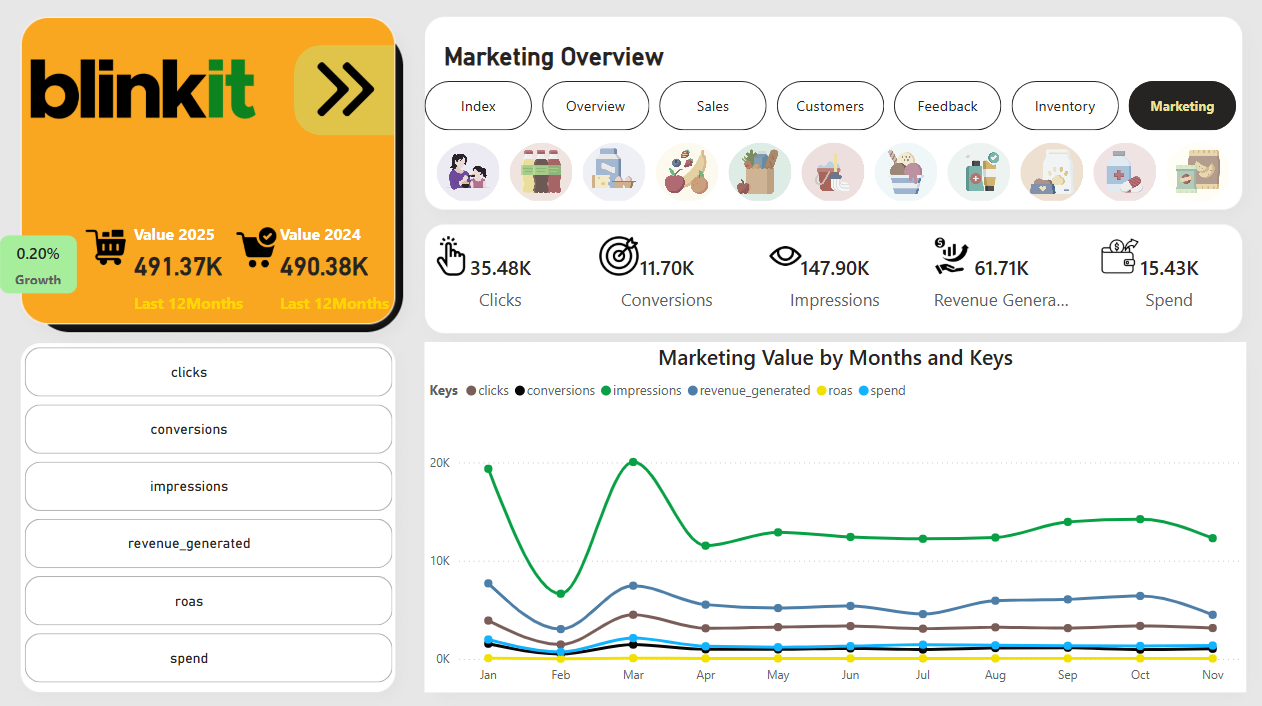 blinkit
Value 2025
Value 2024
0.20%
Growth
491.37K
490.38K
Last 12Months
Last 12Months
Marketing Overview
Index
Overview
Sales
Customers
Feedback
Inventory
Marketing
35.48K
Clicks
11.70K
Conversions
147.90K
Impressions
61.71K
Revenue Genera...
15.43K
Spend
clicks
conversions
impressions
revenue_generated
roas
spend
Marketing Value by Months and Keys
Keys clicks conversions impressions revenue_generated roas spend
20K
10K
0K
Jan Feb Mar Apr May Jun Jul Aug Sep Oct Nov